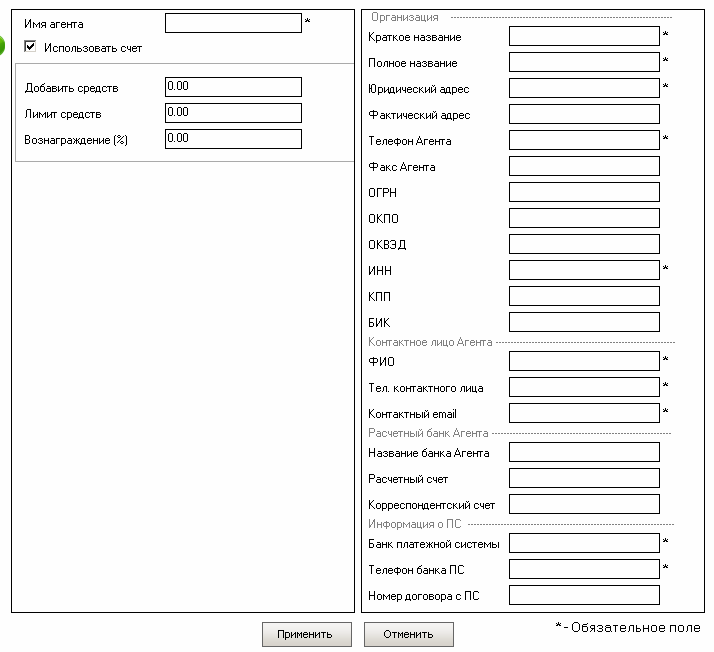 Имя агента *
Использовать счет
Добавить средств 0.00
Лимит средств 0.00
Вознаграждение (%) 0.00
Организация
Краткое название *
Полное название *
Юридический адрес *
Фактический адрес
Телефон Агента *
Факс Агента
ОГРН
ОКПО
ОКВЭД
ИНН *
КПП
БИК
Контактное лицо Агента
ФИО *
Тел. контактного лица *
Контактный email *
Расчетный банк Агента
Название банка Агента
Расчетный счет
Корреспондентский счет
Информация о ПС
Банк платежной системы *
Телефон банка ПС *
Номер договора с ПС
Применить Отменить
* - Обязательное поле